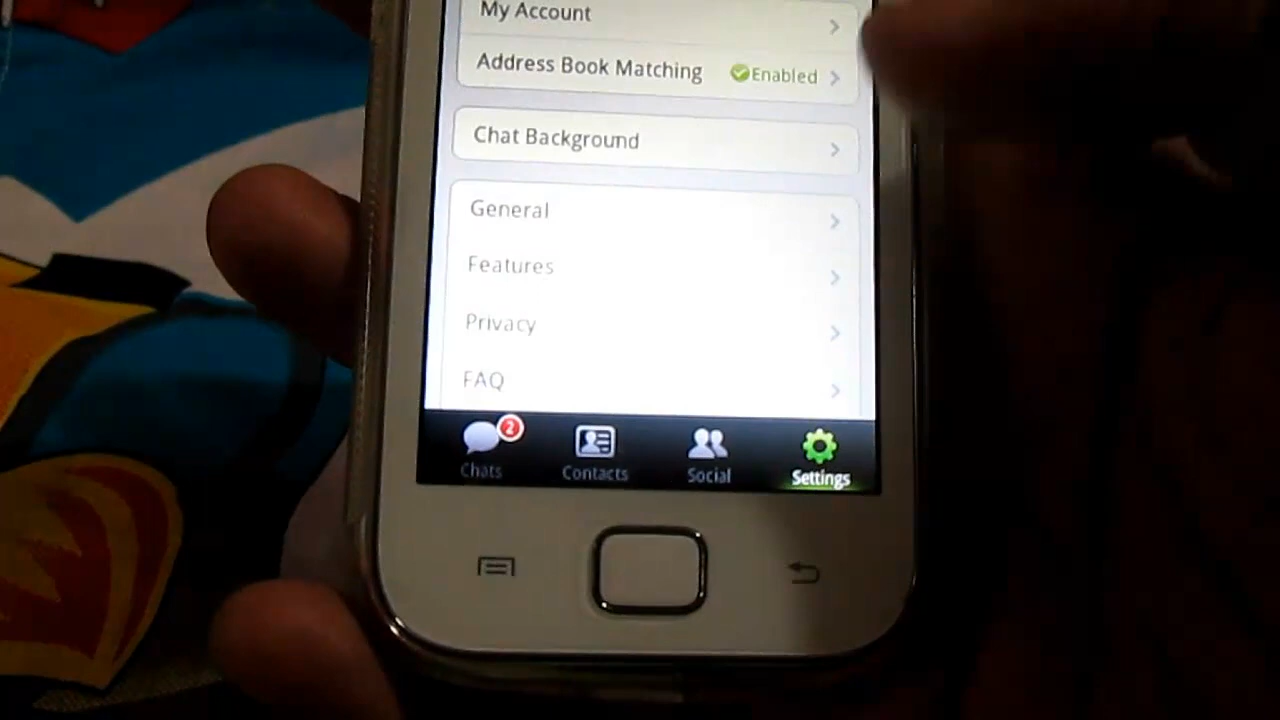 My Account
Address Book Matching Enabled
Chat Background
General
Features
Privacy
FAQ
2
Chats Contacts Social Settings